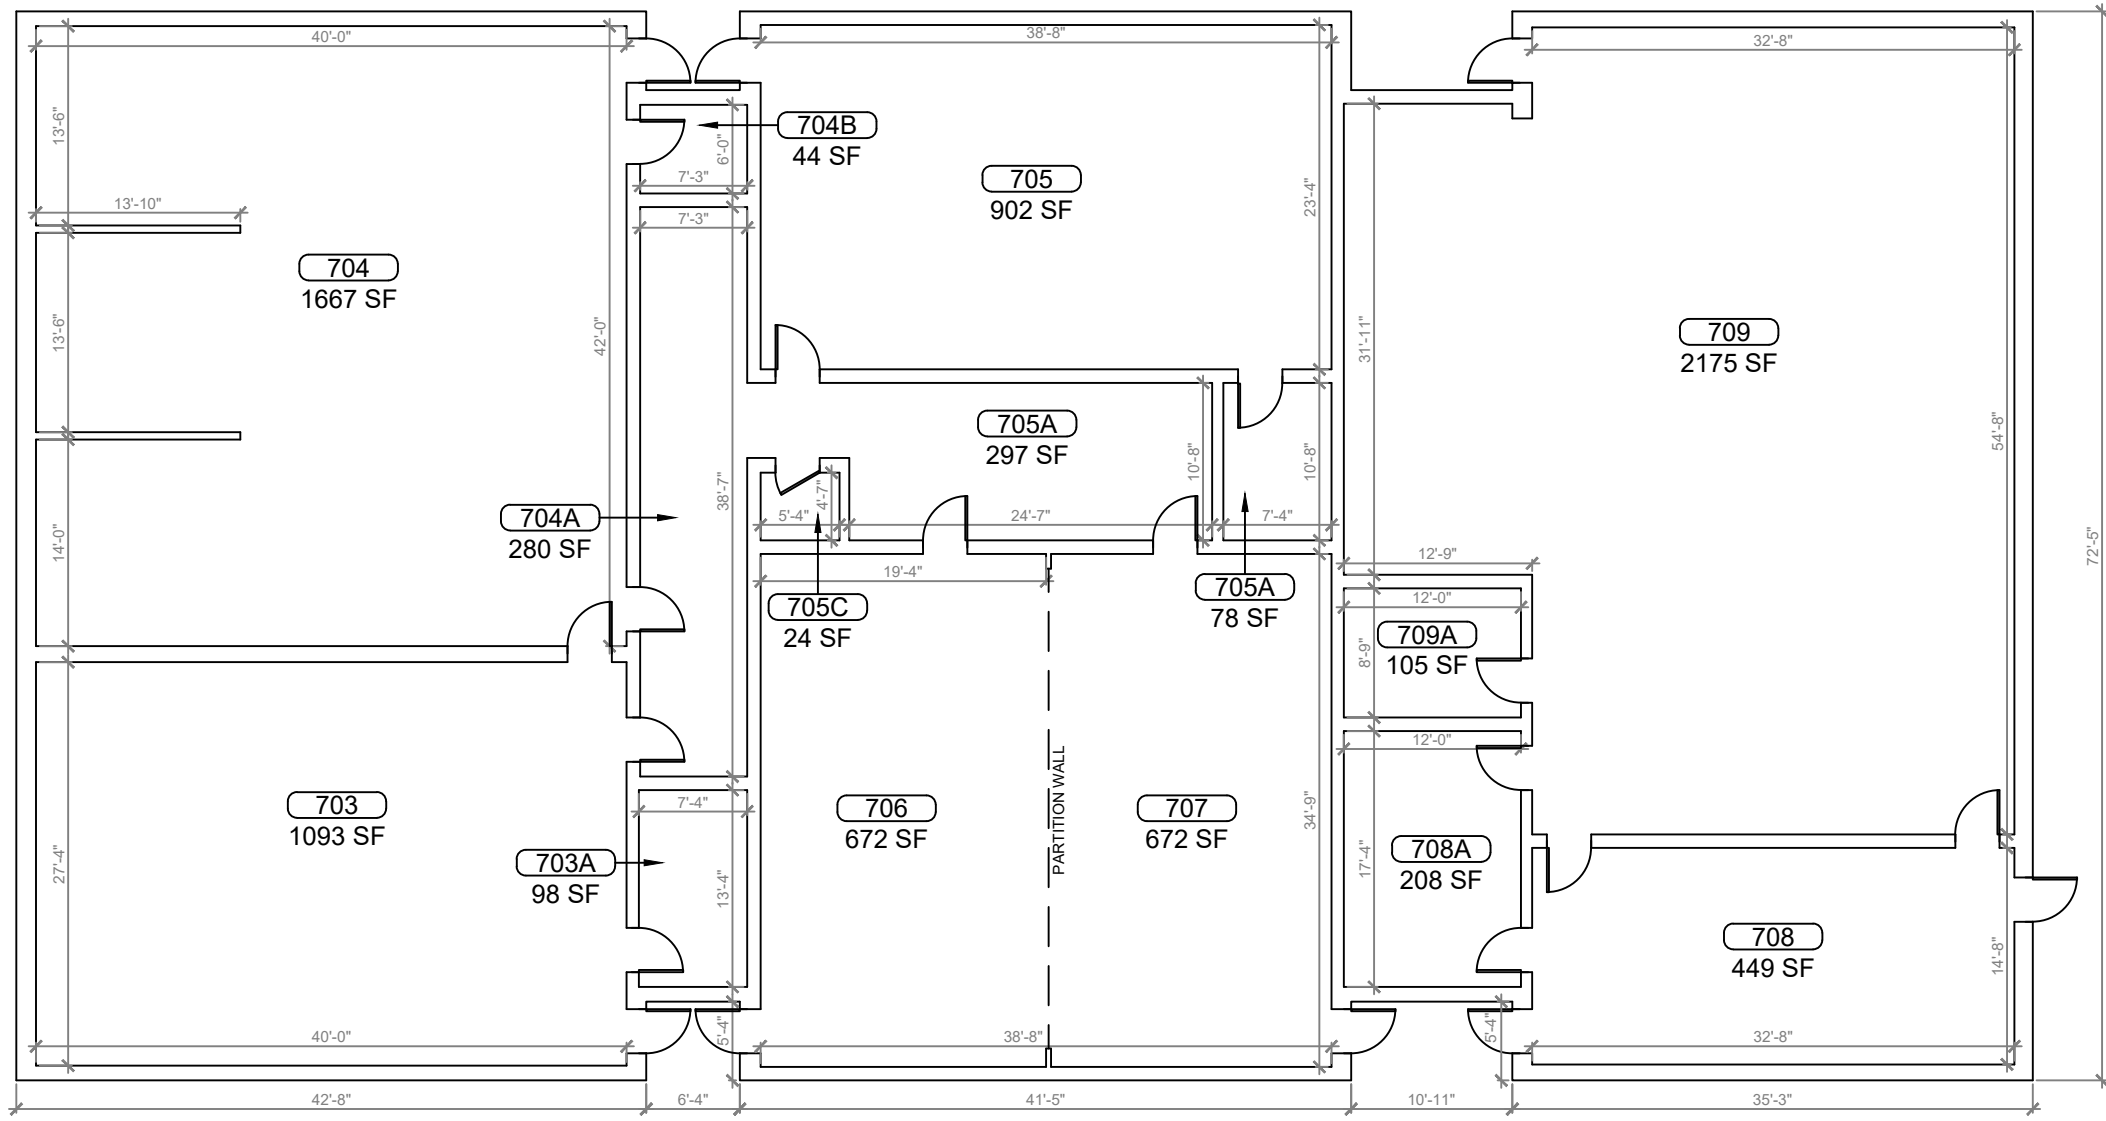 40'-0"
38'-8"
32'-8"
13'-6"
704B
44 SF
6'-0"
7'-3"
705
902 SF
23'-4"
13'-10"
7'-3"
704
1667 SF
13'-6"
42'-0"
31'-11"
709
2175 SF
54'-8"
72'-5"
705A
297 SF
10'-8"
10'-8"
38'-7"
4'-7"
5'-4"
24'-7"
7'-4"
704A
280 SF
14'-0"
12'-9"
19'-4"
705C
24 SF
705A
78 SF
12'-0"
709A
105 SF
8'-9"
12'-0"
703
1093 SF
27'-4"
7'-4"
703A
98 SF
13'-4"
706
672 SF
PARTITION WALL
707
672 SF
34'-9"
17'-4"
708A
208 SF
708
449 SF
14'-8"
40'-0"
5'-4"
38'-8"
5'-4"
32'-8"
42'-8"
6'-4"
41'-5"
10'-11"
35'-3"